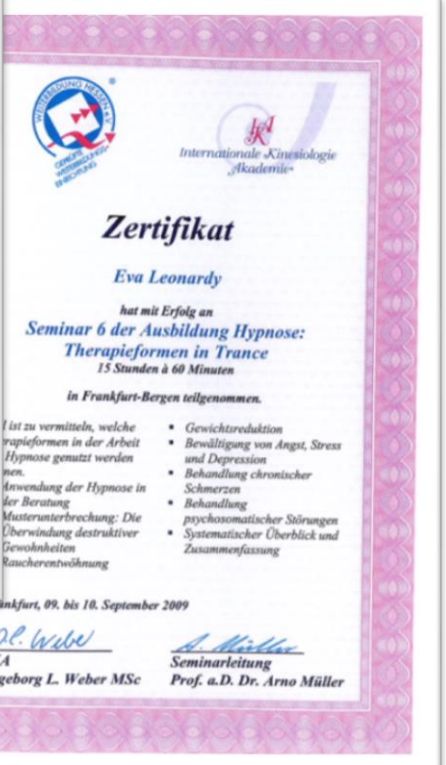 WEITERBILDUNG HESSEN e.V.
GEPRÜFTE
WEITERBILDUNGS-
EINRICHTUNG
IKA
Internationale Kinesiologie
Akademie
Zertifikat
Eva Leonardy
hat mit Erfolg an
Seminar 6 der Ausbildung Hypnose:
Therapieformen in Trance
15 Stunden à 60 Minuten
in Frankfurt-Bergen teilgenommen.
l ist zu vermitteln, welche
rapieformen in der Arbeit
Hypnose genutzt werden
nen.
Anwendung der Hypnose in
der Beratung
Musterunterbrechung: Die
Überwindung destruktiver
Gewohnheiten
Raucherentwöhnung
▪ Gewichtsreduktion
▪ Bewältigung von Angst, Stress
und Depression
▪ Behandlung chronischer
Schmerzen
▪ Behandlung
psychosomatischer Störungen
▪ Systematischer Überblick und
Zusammenfassung
ankfurt, 09. bis 10. September 2009
Weber
A. Müller
A
geborg L. Weber MSc
Seminarleitung
Prof. a.D. Dr. Arno Müller